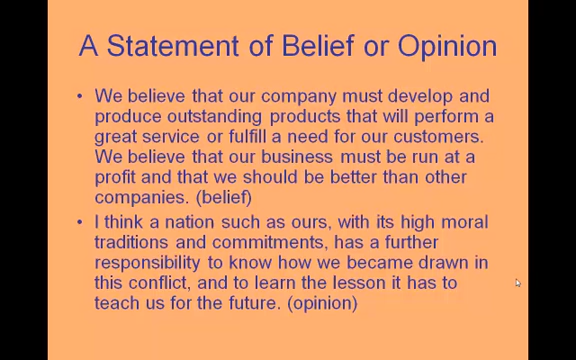 A Statement of Belief or Opinion
• We believe that our company must develop and
produce outstanding products that will perform a
great service or fulfill a need for our customers.
We believe that our business must be run at a
profit and that we should be better than other
companies. (belief)
• I think a nation such as ours, with its high moral
traditions and commitments, has a further
responsibility to know how we became drawn in
this conflict, and to learn the lesson it has to
teach us for the future. (opinion)